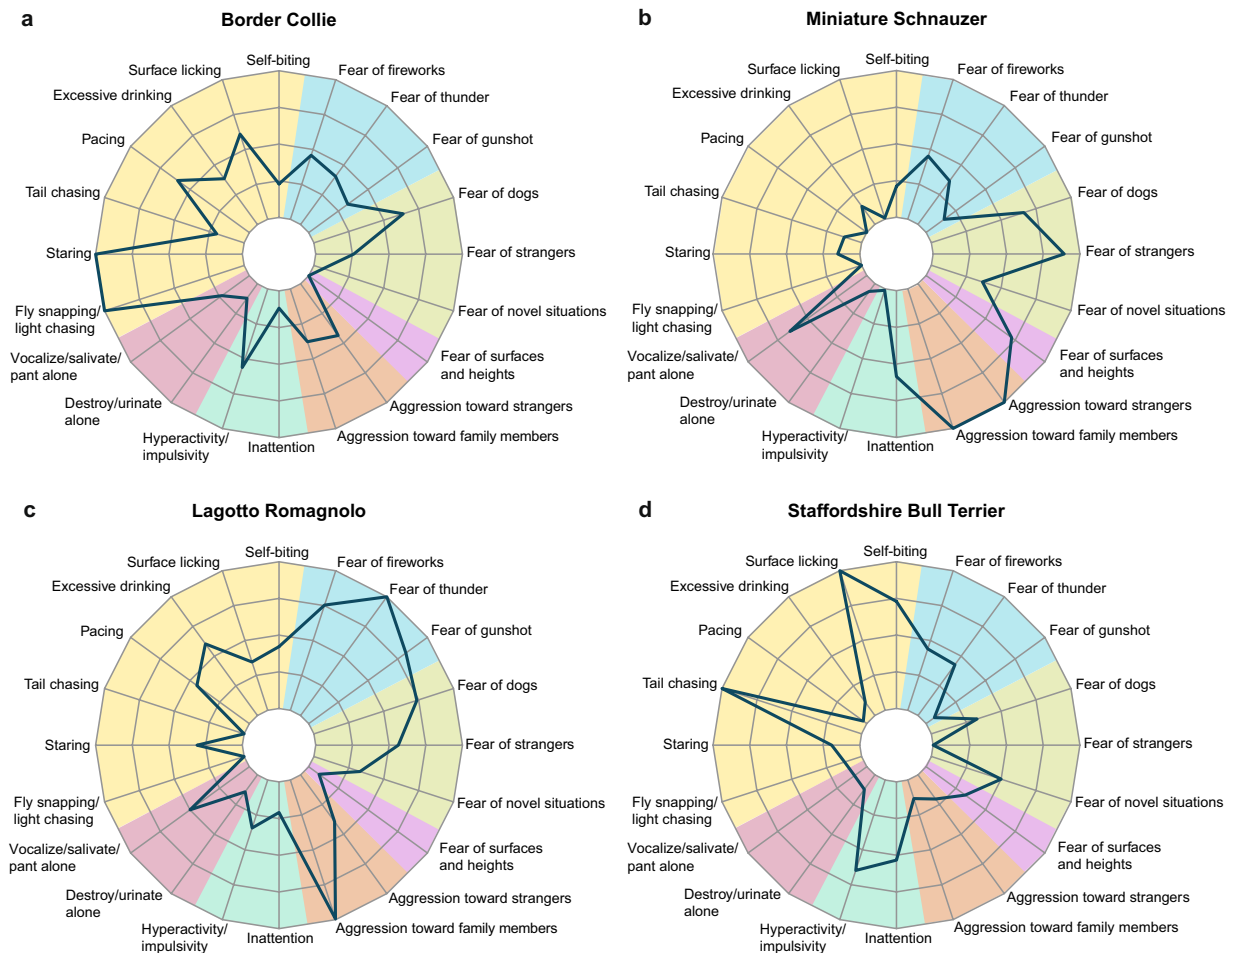 a
Border Collie
Self-biting
Surface licking
Fear of fireworks
Excessive drinking
Fear of thunder
Pacing
Fear of gunshot
Tail chasing
Fear of dogs
Staring
Fear of strangers
Fly snapping/
light chasing
Fear of novel situations
Vocalize/salivate/
pant alone
Fear of surfaces
and heights
Destroy/urinate
alone
Aggression toward strangers
Hyperactivity/
impulsivity
Inattention
Aggression toward family members
b
Miniature Schnauzer
Self-biting
Surface licking
Fear of fireworks
Excessive drinking
Fear of thunder
Pacing
Fear of gunshot
Tail chasing
Fear of dogs
Staring
Fear of strangers
Fly snapping/
light chasing
Fear of novel situations
Vocalize/salivate/
pant alone
Fear of surfaces
and heights
Destroy/urinate
alone
Aggression toward strangers
Hyperactivity/
impulsivity
Inattention
Aggression toward family members
c
Lagotto Romagnolo
Self-biting
Surface licking
Fear of fireworks
Excessive drinking
Fear of thunder
Pacing
Fear of gunshot
Tail chasing
Fear of dogs
Staring
Fear of strangers
Fly snapping/
light chasing
Fear of novel situations
Vocalize/salivate/
pant alone
Fear of surfaces
and heights
Destroy/urinate
alone
Aggression toward strangers
Hyperactivity/
impulsivity
Inattention
Aggression toward family members
d
Staffordshire Bull Terrier
Self-biting
Surface licking
Fear of fireworks
Excessive drinking
Fear of thunder
Pacing
Fear of gunshot
Tail chasing
Fear of dogs
Staring
Fear of strangers
Fly snapping/
light chasing
Fear of novel situations
Vocalize/salivate/
pant alone
Fear of surfaces
and heights
Destroy/urinate
alone
Aggression toward strangers
Hyperactivity/
impulsivity
Inattention
Aggression toward family members